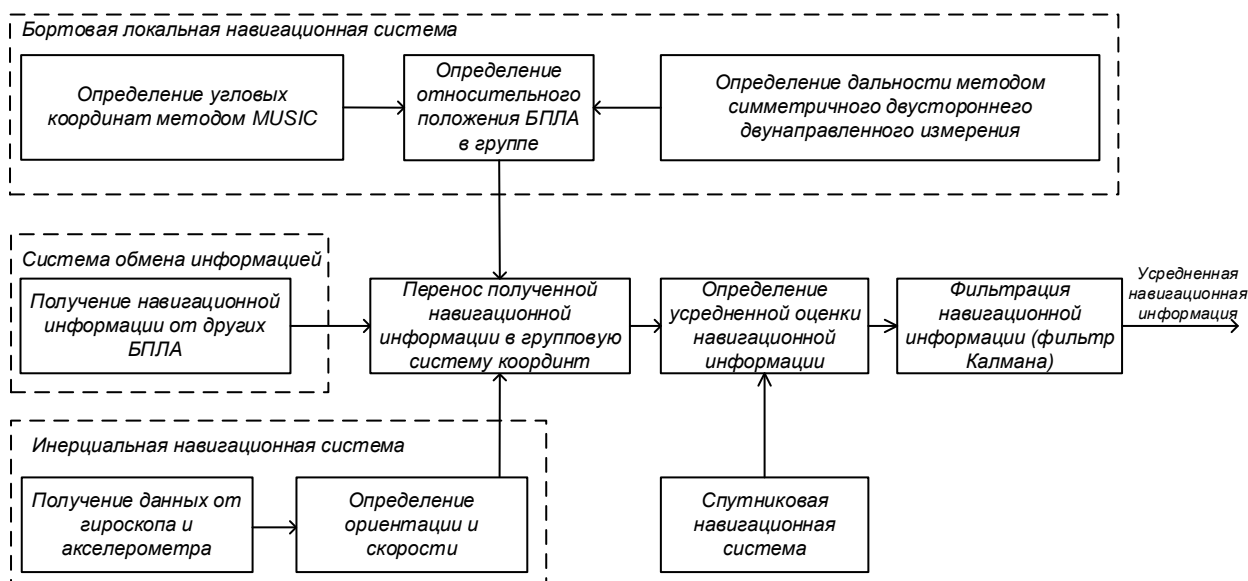 Бортовая локальная навигационная система
Определение угловых
координат методом MUSIC
Определение
относительного
положения БПЛА
в группе
Определение дальности методом
симметричного двустороннего
двунаправленного измерения
Система обмена информацией
Получение навигационной
информации от других
БПЛА
Перенос полученной
навигационной
информации в групповую
систему координт
Определение
усредненной оценки
навигационной
информации
Фильтрация
навигационной
информации (фильтр
Калмана)
Усредненная
навигационная
информация
Инерциальная навигационная система
Получение данных от
гироскопа и
акселерометра
Определение
ориентации и
скорости
Спутниковая
навигационная
система